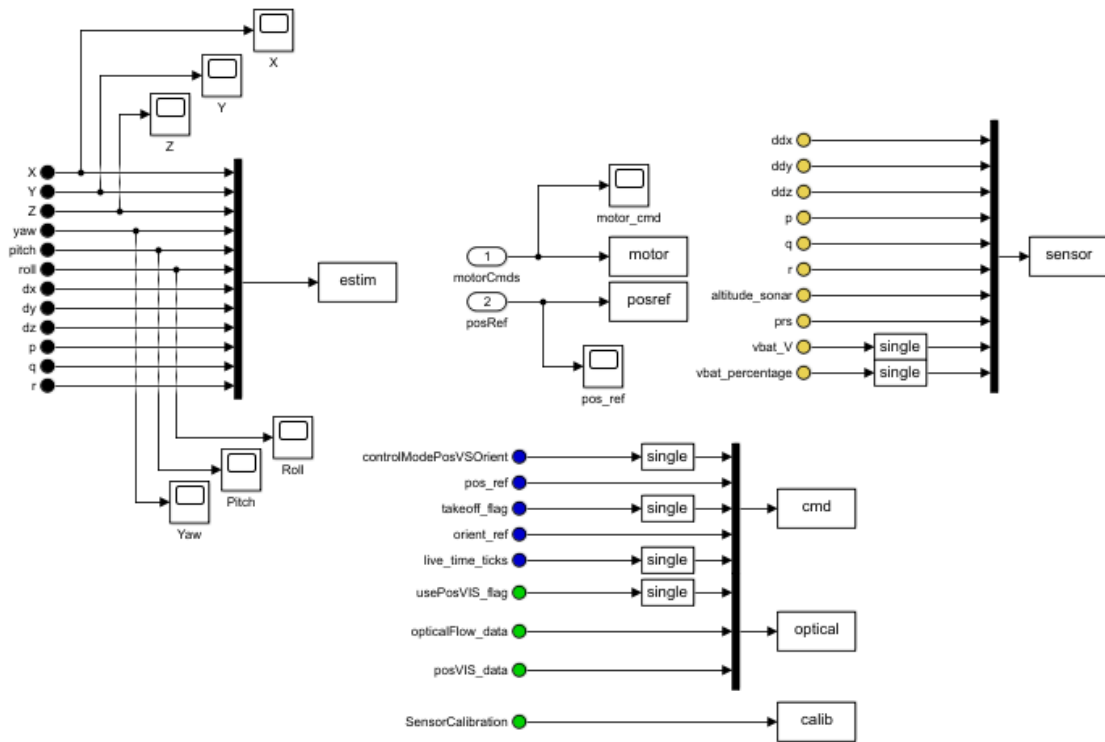 X
Y
Z
X
Y
Z
yaw
pitch
roll
dx
dy
dz
p
q
r
estim
Roll
Pitch
Yaw
motor_cmd
1
motorCmds
motor
2
posRef
posref
pos_ref
ddx
ddy
ddz
p
q
r
altitude_sonar
prs
vbat_V
single
vbat_percentage
single
sensor
controlModePosVSOrient
single
pos_ref
takeoff_flag
single
orient_ref
live_time_ticks
single
usePosVIS_flag
single
opticalFlow_data
posVIS_data
cmd
optical
SensorCalibration
calib